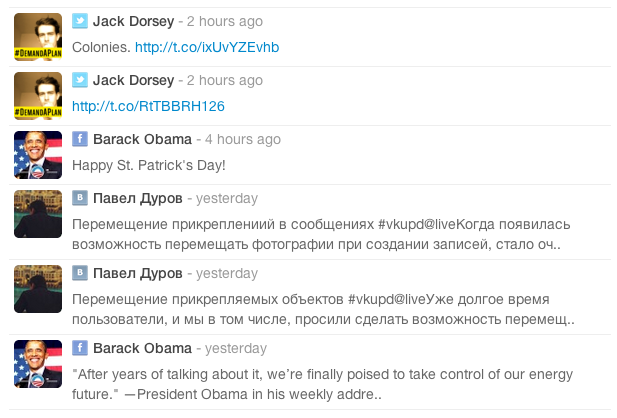 Jack Dorsey - 2 hours ago
Colonies. http://t.co/ixUvYZEvhb
#DEMANDAPLAN
Jack Dorsey - 2 hours ago
http://t.co/RtTBBRH126
#DEMANDAPLAN
Barack Obama - 4 hours ago
Happy St. Patrick's Day!
Павел Дуров - yesterday
Перемещение прикреплениий в сообщениях #vkupd@liveКогда появилась
возможность перемещать фотографии при создании записей, стало оч..
Павел Дуров - yesterday
Перемещение прикрепляемых объектов #vkupd@liveУже долгое время
пользователи, и мы в том числе, просили сделать возможность перемещ..
Barack Obama - yesterday
"After years of talking about it, we’re finally poised to take control of our energy
future." —President Obama in his weekly addre..